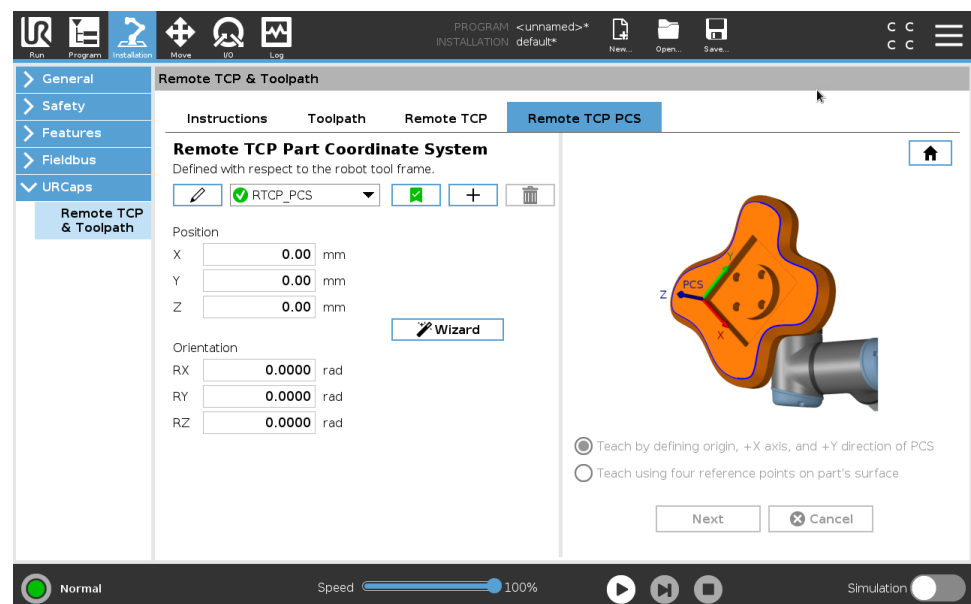 PROGRAM <unnamed>*
INSTALLATION default*
C C
C C
Run Program Installation Move I/O Log New... Open... Save...
General
Safety
Features
Fieldbus
URCaps
Remote TCP
& Toolpath
Remote TCP & Toolpath
Instructions Toolpath Remote TCP Remote TCP PCS
Remote TCP Part Coordinate System
Defined with respect to the robot tool frame.
RTCP_PCS
Position
X 0.00 mm
Y 0.00 mm
Z 0.00 mm
Wizard
Orientation
RX 0.0000 rad
RY 0.0000 rad
RZ 0.0000 rad
Y
PCS
Z
X
Teach by defining origin, +X axis, and +Y direction of PCS
Teach using four reference points on part's surface
Next Cancel
Normal Speed 100% Simulation